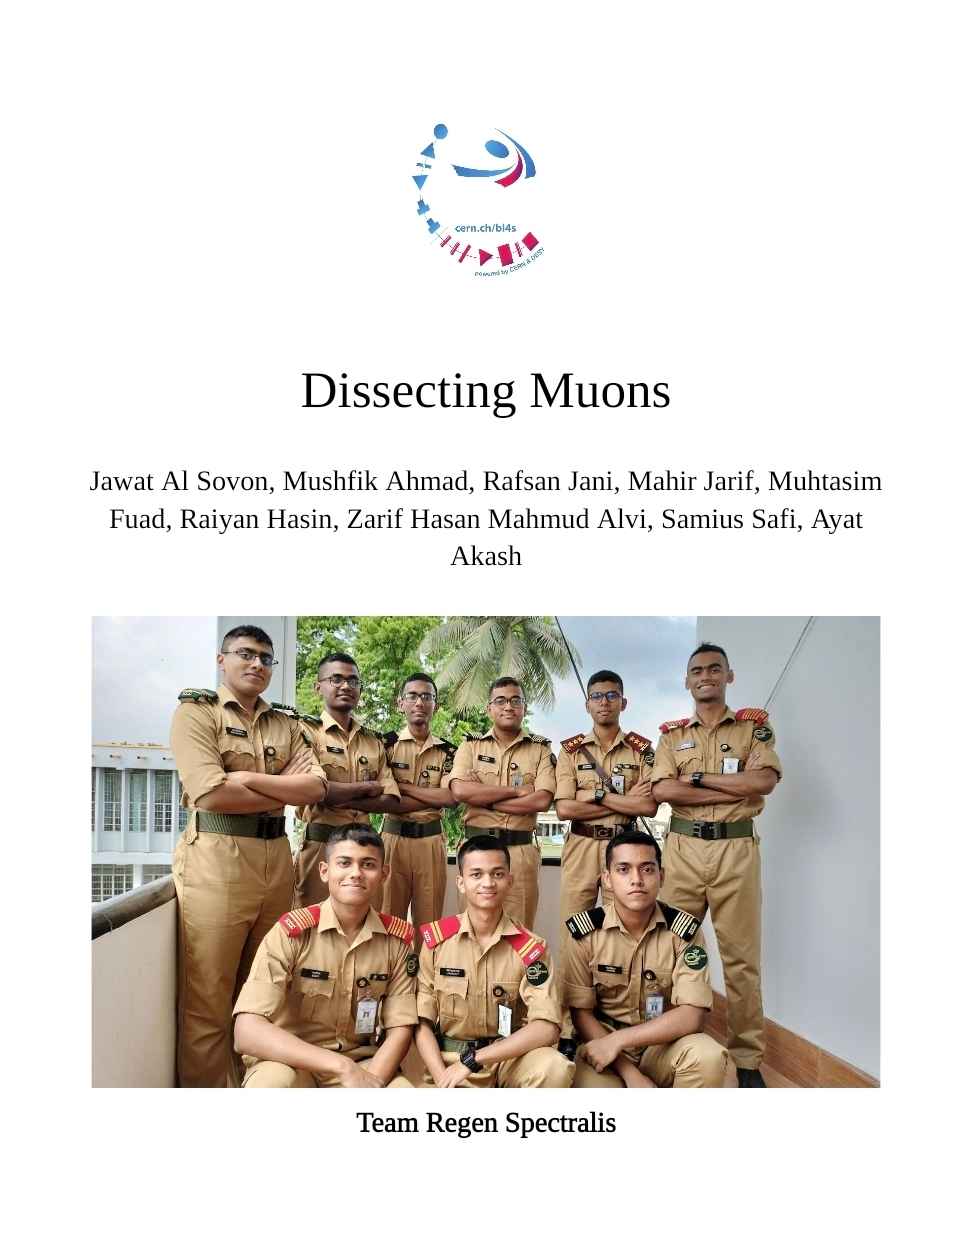 cern.ch/bl4s
powered by CERN & DESY
Dissecting Muons
Jawat Al Sovon, Mushfik Ahmad, Rafsan Jani, Mahir Jarif, Muhtasim
Fuad, Raiyan Hasin, Zarif Hasan Mahmud Alvi, Samius Safi, Ayat
Akash
Team Regen Spectralis